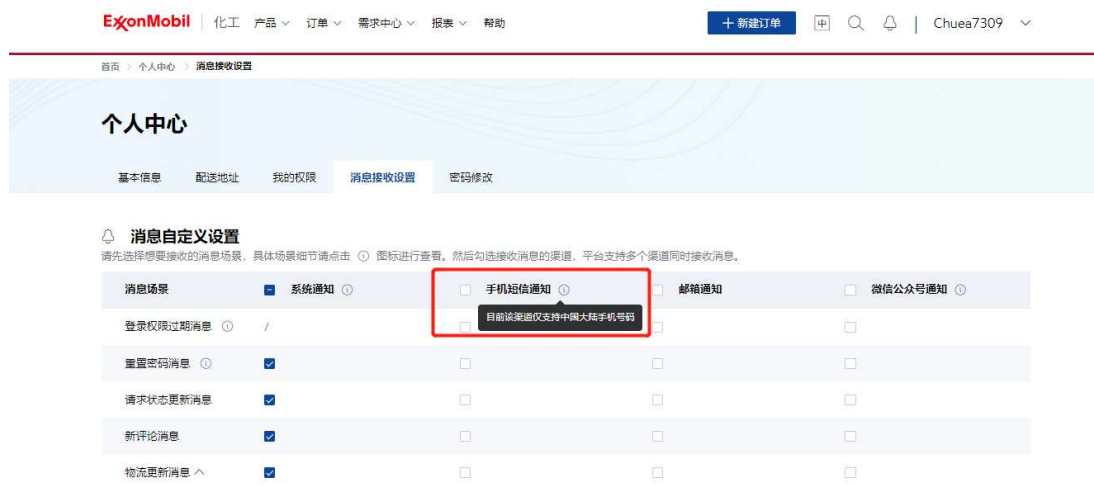 ExxonMobil 化工 产品 订单 需求中心 报表 帮助 + 新建订单 中 Chuea7309
首页 > 个人中心 > 消息接收设置
个人中心
基本信息 配送地址 我的权限 消息接收设置 密码修改
消息自定义设置
请先选择想要接收的消息场景，具体场景细节请点击 ⓘ 图标进行查看。然后勾选接收消息的渠道，平台支持多个渠道同时接收消息。
消息场景 系统通知 ⓘ 手机短信通知 ⓘ 邮箱通知 微信公众号通知 ⓘ
目前该渠道仅支持中国大陆手机号码
登录权限过期消息 ⓘ /
重置密码消息 ⓘ
请求状态更新消息
新评论消息
物流更新消息